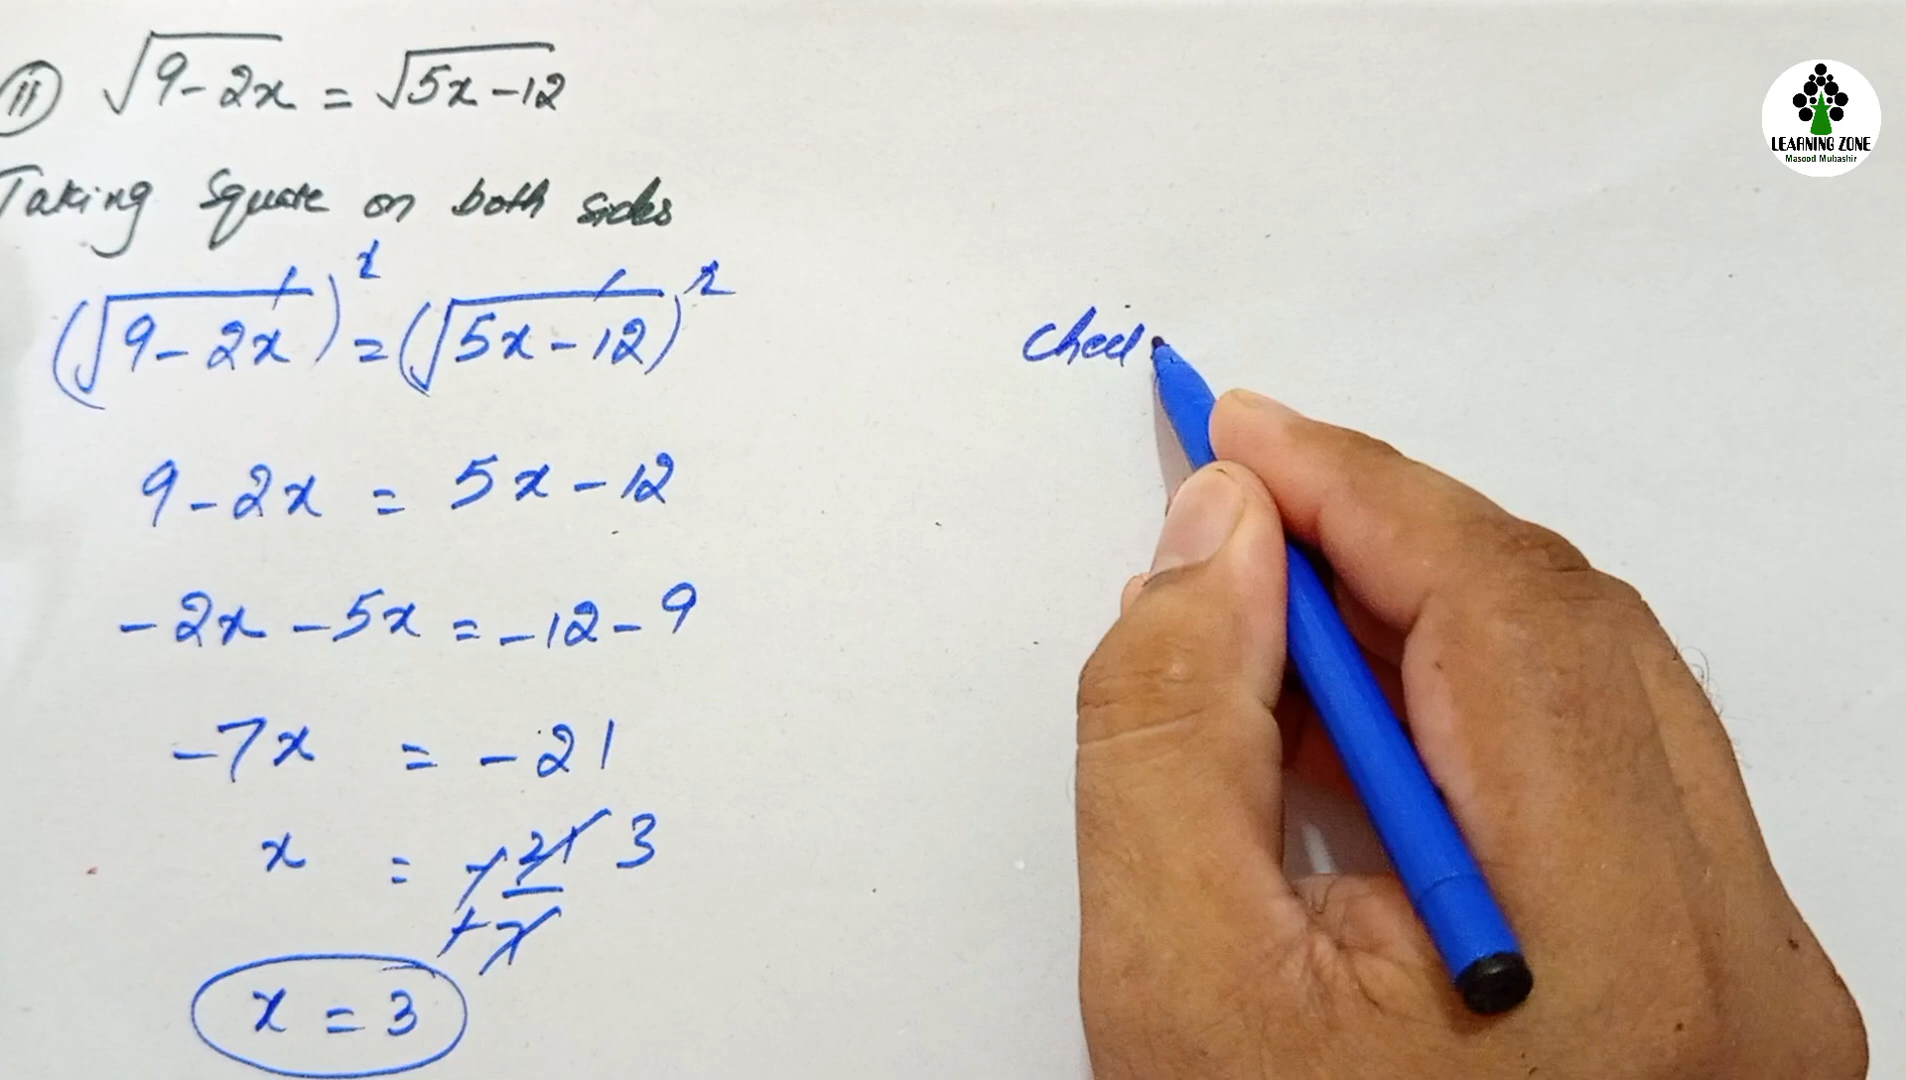 ii √9-2x = √5x-12
Taking Square on both sides
(√9-2x)² = (√5x-12)²
9-2x = 5x-12
-2x-5x = -12-9
-7x = -21
x = -21/-7 3
x = 3
Chec
LEARNING ZONE
Masood Mubashir